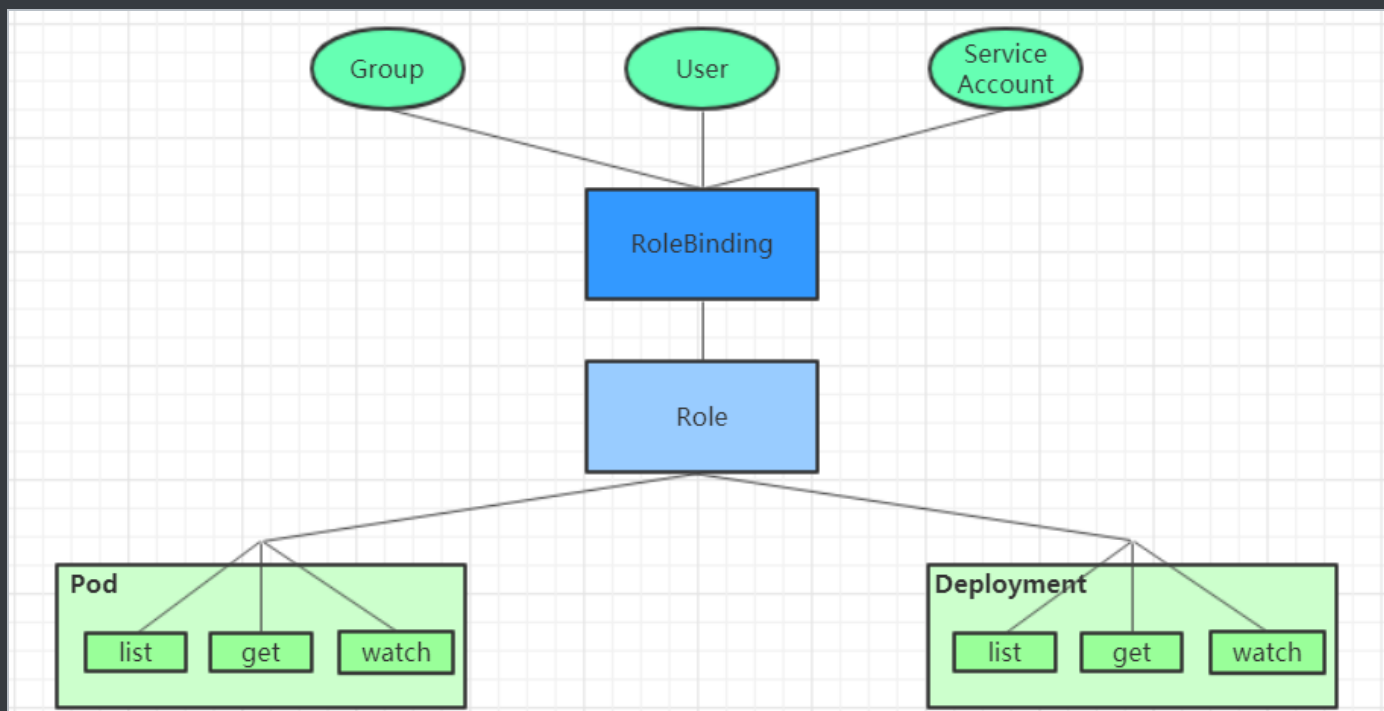 Group
User
Service
Account
RoleBinding
Role
Pod
list
get
watch
Deployment
list
get
watch